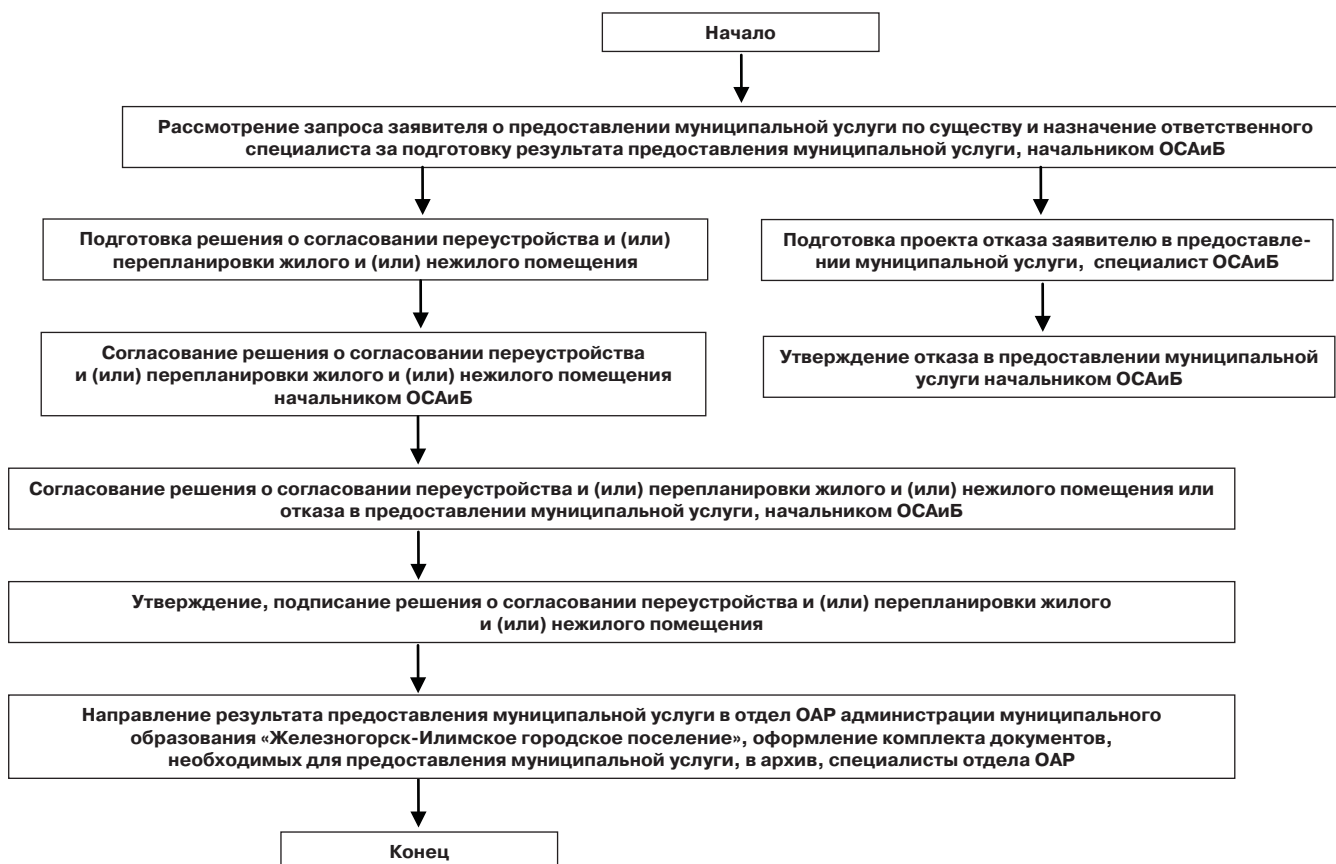 Начало
Рассмотрение запроса заявителя о предоставлении муниципальной услуги по существу и назначение ответственного
специалиста за подготовку результата предоставления муниципальной услуги, начальником ОСАиБ
Подготовка решения о согласовании переустройства и (или)
перепланировки жилого и (или) нежилого помещения
Подготовка проекта отказа заявителю в предоставле-
нии муниципальной услуги, специалист ОСАиБ
Согласование решения о согласовании переустройства
и (или) перепланировки жилого и (или) нежилого помещения
начальником ОСАиБ
Утверждение отказа в предоставлении муниципальной
услуги начальником ОСАиБ
Согласование решения о согласовании переустройства и (или) перепланировки жилого и (или) нежилого помещения или
отказа в предоставлении муниципальной услуги, начальником ОСАиБ
Утверждение, подписание решения о согласовании переустройства и (или) перепланировки жилого
и (или) нежилого помещения
Направление результата предоставления муниципальной услуги в отдел ОАР администрации муниципального
образования «Железногорск-Илимское городское поселение», оформление комплекта документов,
необходимых для предоставления муниципальной услуги, в архив, специалисты отдела ОАР
Конец